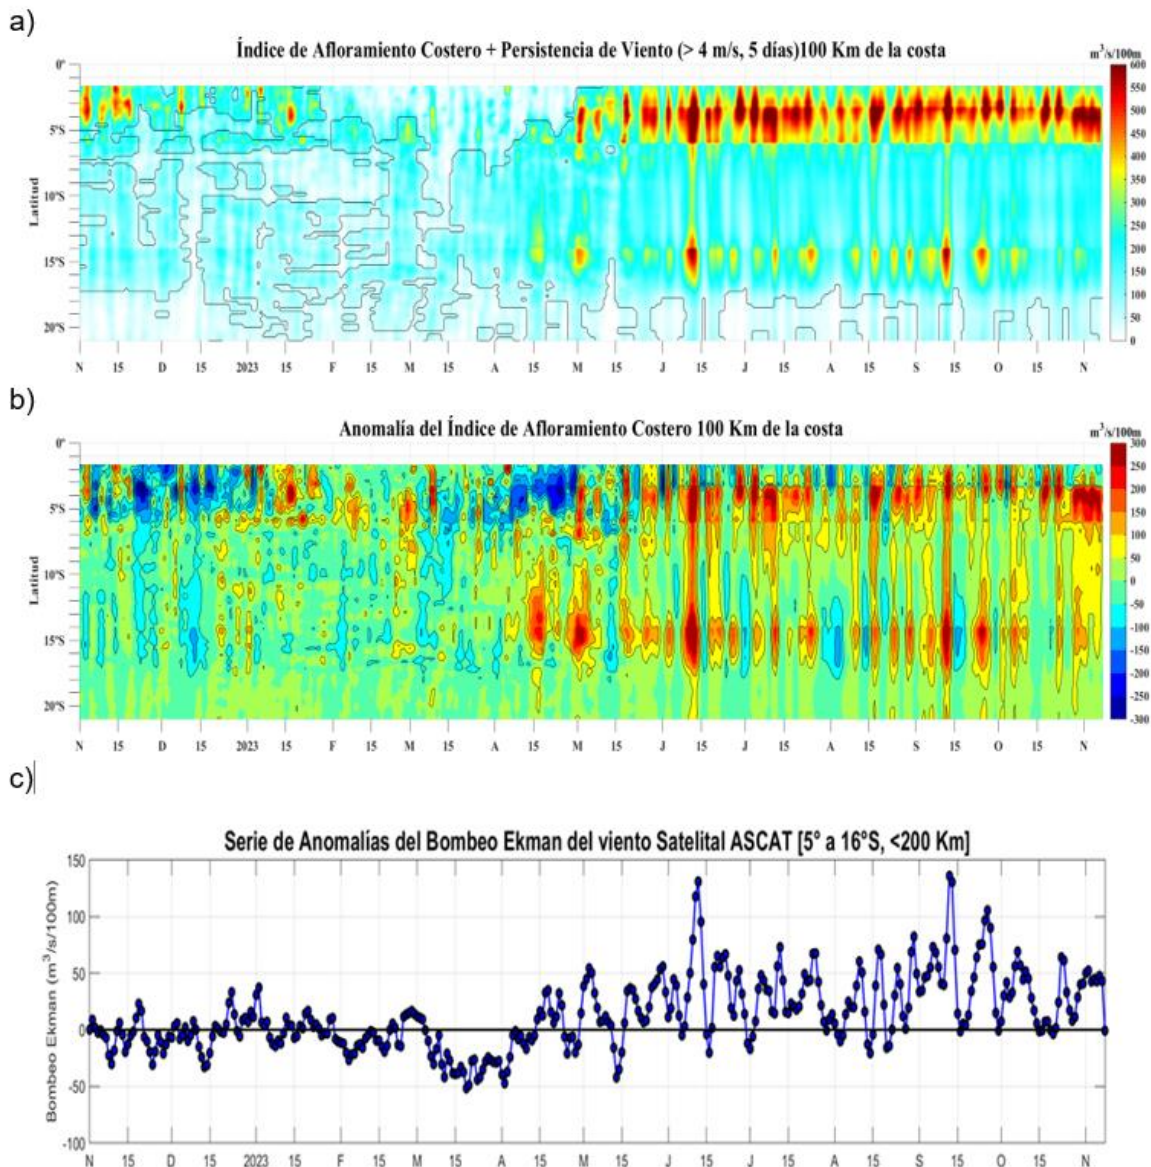 a)
Índice de Afloramiento Costero + Persistencia de Viento (> 4 m/s, 5 días)100 Km de la costa
m³/s/100m
0°
5°S
10°S
15°S
20°S
Latitud
600
550
500
450
400
350
300
250
200
150
100
50
0
N 15 D 15 2023 15 F 15 M 15 A 15 M 15 J 15 J 15 A 15 S 15 O 15 N
b)
Anomalía del Índice de Afloramiento Costero 100 Km de la costa
m³/s/100m
0°
5°S
10°S
15°S
20°S
Latitud
300
250
200
150
100
50
0
-50
-100
-150
-200
-250
-300
N 15 D 15 2023 15 F 15 M 15 A 15 M 15 J 15 J 15 A 15 S 15 O 15 N
c)
Serie de Anomalías del Bombeo Ekman del viento Satelital ASCAT [5° a 16°S, <200 Km]
Bombeo Ekman (m³/s/100m)
150
100
50
0
-50
-100
N 15 D 15 2023 15 F 15 M 15 A 15 M 15 J 15 J 15 A 15 S 15 O 15 N